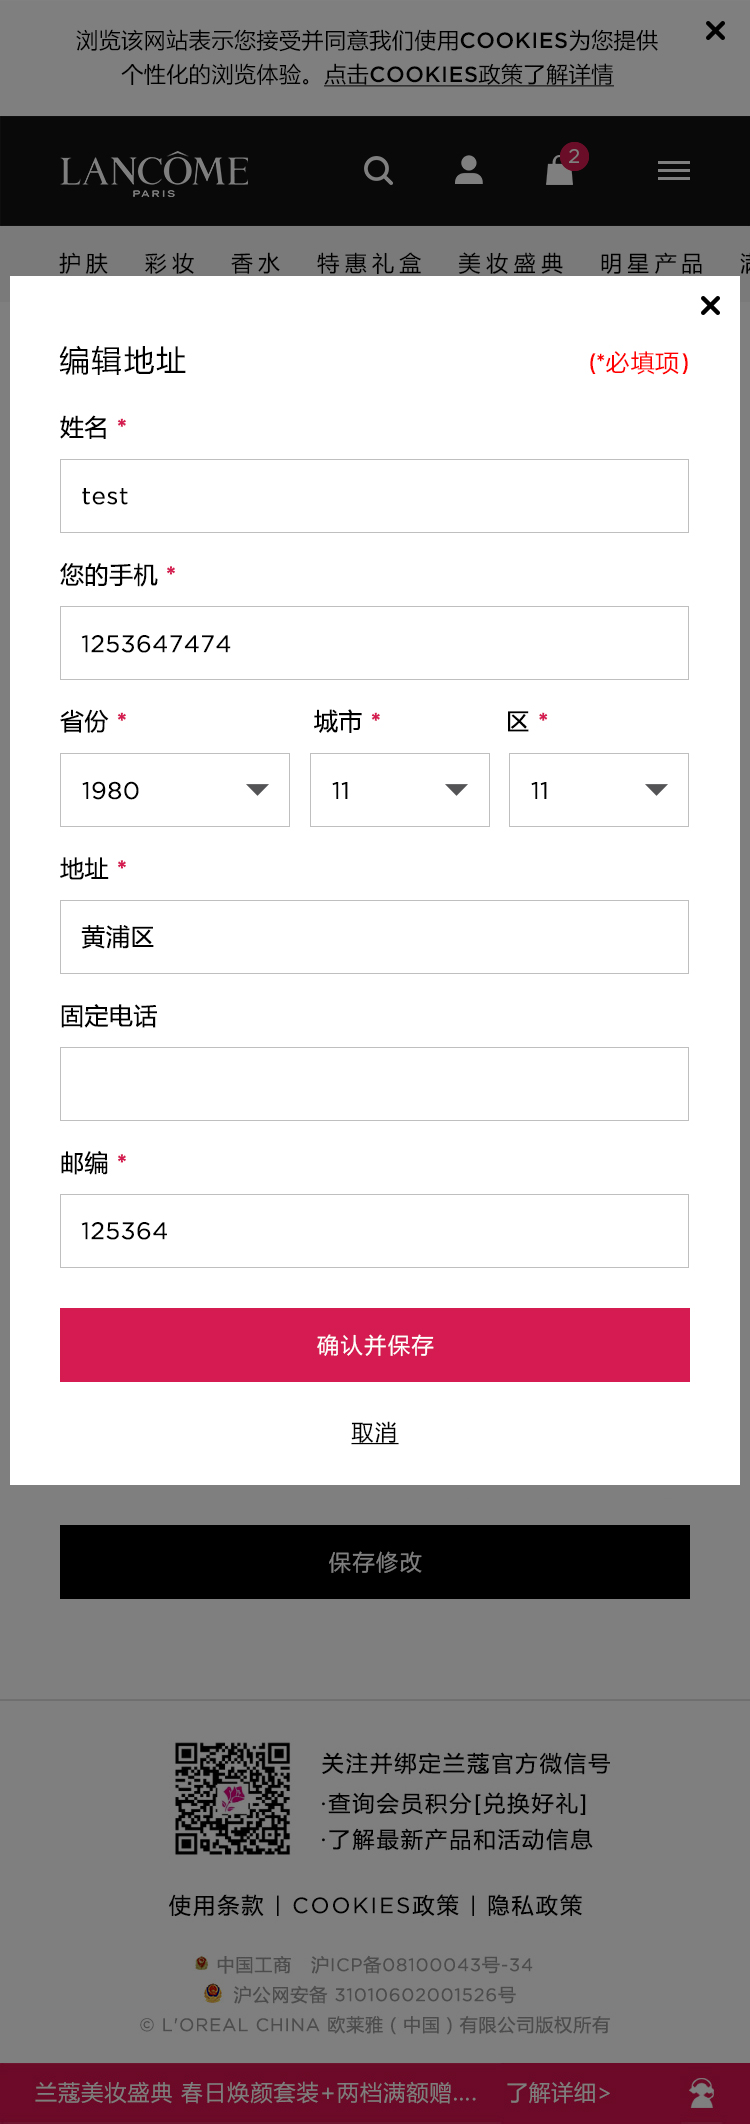 浏览该网站表示您接受并同意我们使用COOKIES为您提供
个性化的浏览体验。点击COOKIES政策了解详情
LANCÔME
PARIS
2
护肤 彩妆 香水 特惠礼盒 美妆盛典 明星产品
编辑地址 (*必填项)
姓名 *
test
您的手机 *
1253647474
省份 * 城市 * 区 *
1980 11 11
地址 *
黄浦区
固定电话
邮编 *
125364
确认并保存
取消
保存修改
关注并绑定兰蔻官方微信号
·查询会员积分[兑换好礼]
·了解最新产品和活动信息
使用条款 | COOKIES政策 | 隐私政策
中国工商 沪ICP备08100043号-34
沪公网安备 31010602001526号
© L'OREAL CHINA 欧莱雅 ( 中国 ) 有限公司版权所有
兰蔻美妆盛典 春日焕颜套装+两档满额赠.... 了解详细>